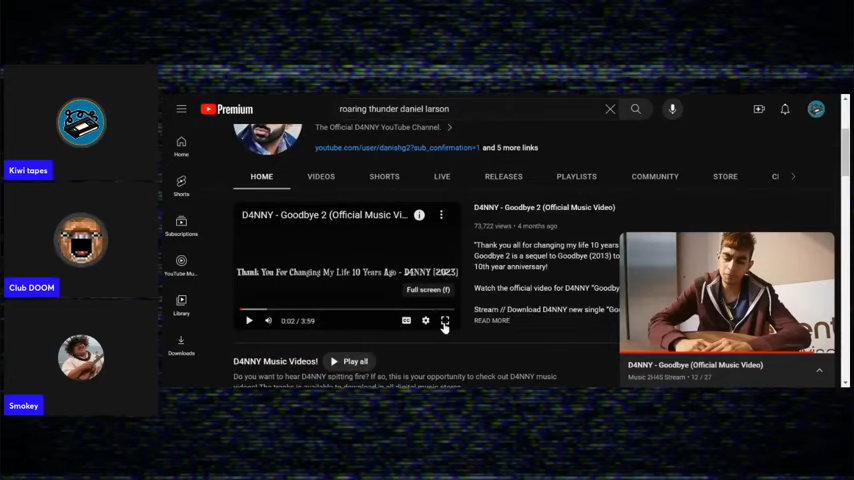 Premium
roaring thunder daniel larson
The Official D4NNY YouTube Channel.
youtube.com/user/danishg2?sub_confirmation=1 and 5 more links
Kiwi tapes
Home
HOME VIDEOS SHORTS LIVE RELEASES PLAYLISTS COMMUNITY STORE
Shorts
D4NNY - Goodbye 2 (Official Music Vi...
D4NNY - Goodbye 2 (Official Music Video)
73,722 views • 4 months ago
Subscriptions
"Thank you all for changing my life 10 years
Goodbye 2 is a sequel to Goodbye (2013) to
10th year anniversary!
YouTube Mu...
Thank You For Changing My Life 10 Years Ago - D4NNY (2023)
Club DOOM
Full screen (f)
Watch the official video for D4NNY "Goo
Library
Stream // Download D4NNY new single "Go
0:02 / 3:59
READ MORE
Downloads
D4NNY Music Videos! Play all
D4NNY - Goodbye (Official Music Video)
Music 2H4S Stream • 12 / 27
Do you want to hear D4NNY spitting fire? If so, this is your opportunity to check out D4NNY music
Smokey